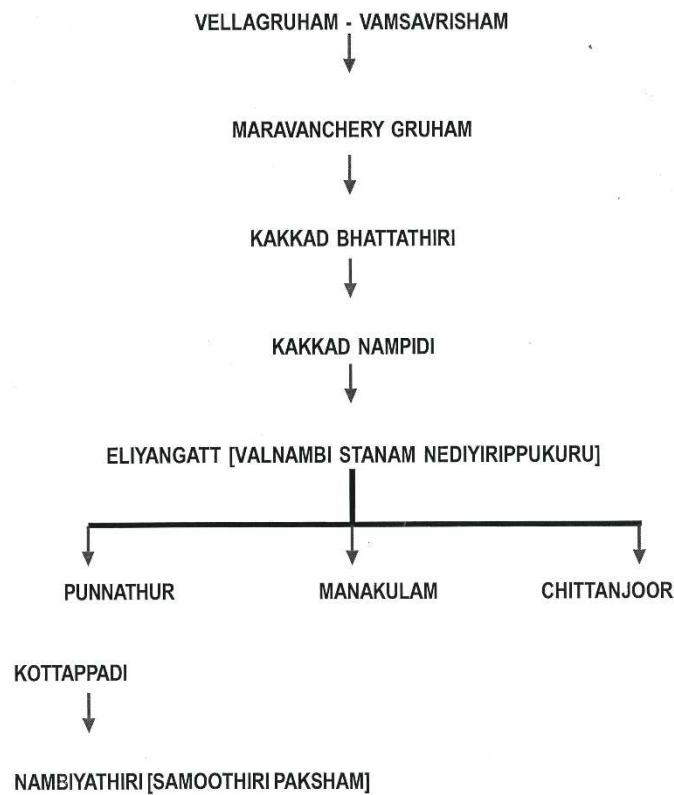 VELLAGRUHAM - VAMSAVRISHAM
MARAVANCHERY GRUHAM
KAKKAD BHATTATHIRI
KAKKAD NAMPIDI
ELIYANGATT [VALNAMBI STANAM NEDIYIRIPPUKURU]
PUNNATHUR MANAKULAM CHITTANJOOR
KOTTAPPADI
NAMBIYATHIRI [SAMOOTHIRI PAKSHAM]